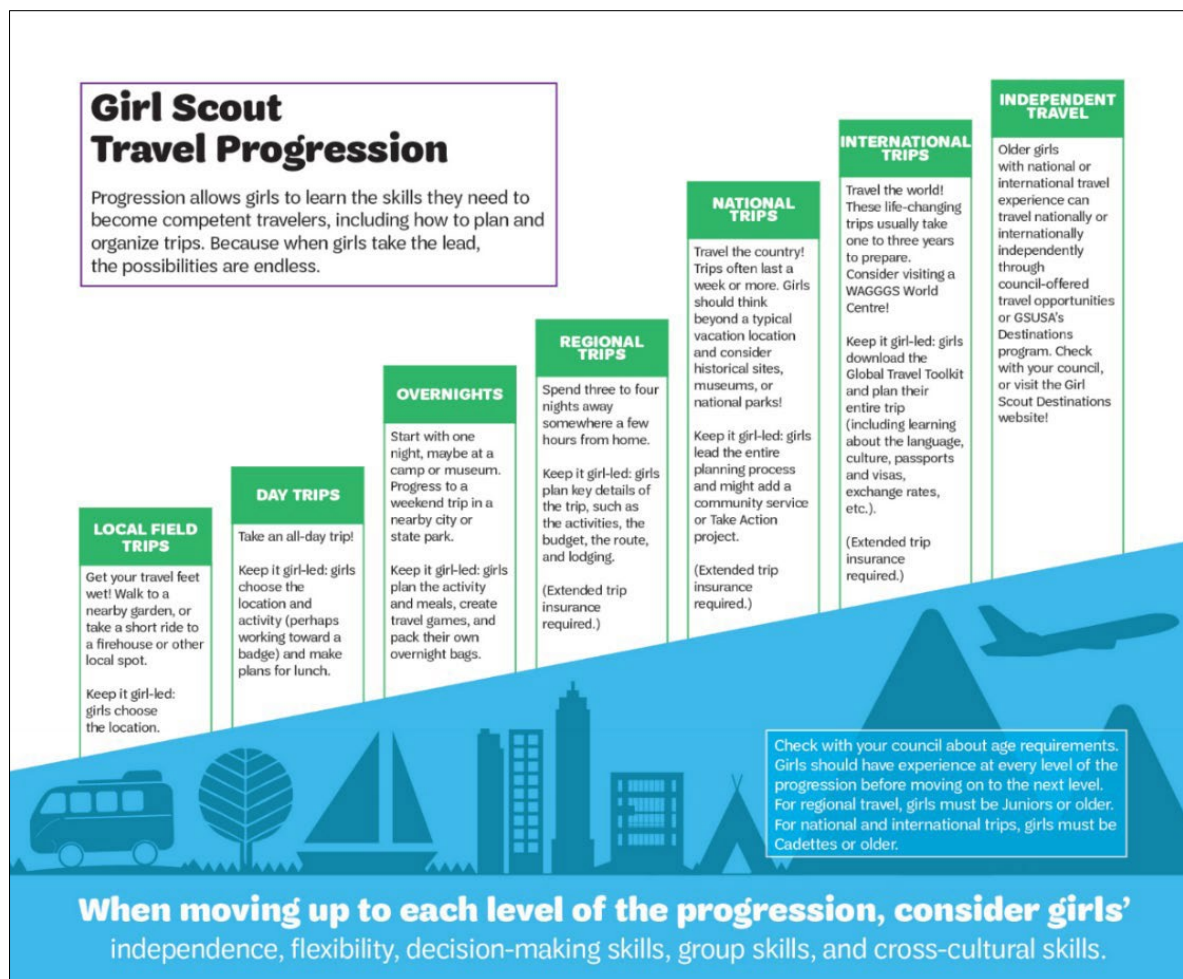 Girl Scout
Travel Progression
Progression allows girls to learn the skills they need to
become competent travelers, including how to plan and
organize trips. Because when girls take the lead,
the possibilities are endless.
LOCAL FIELD
TRIPS
Get your travel feet
wet! Walk to a
nearby garden, or
take a short ride to
a firehouse or other
local spot.
Keep it girl-led:
girls choose
the location.
DAY TRIPS
Take an all-day trip!
Keep it girl-led: girls
choose the
location and
activity (perhaps
working toward a
badge) and make
plans for lunch.
OVERNIGHTS
Start with one
night, maybe at a
camp or museum.
Progress to a
weekend trip in a
nearby city or
state park.
Keep it girl-led: girls
plan the activity
and meals, create
travel games, and
pack their own
overnight bags.
REGIONAL
TRIPS
Spend three to four
nights away
somewhere a few
hours from home.
Keep it girl-led: girls
plan key details of
the trip, such as
the activities, the
budget, the route,
and lodging.
(Extended trip
insurance
required.)
NATIONAL
TRIPS
Travel the country!
Trips often last a
week or more. Girls
should think
beyond a typical
vacation location
and consider
historical sites,
museums, or
national parks!
Keep it girl-led: girls
lead the entire
planning process
and might add a
community service
or Take Action
project.
(Extended trip
insurance
required.)
INTERNATIONAL
TRIPS
Travel the world!
These life-changing
trips usually take
one to three years
to prepare.
Consider visiting a
WAGGGS World
Centre!
Keep it girl-led: girls
download the
Global Travel Toolkit
and plan their
entire trip
(including learning
about the language,
culture, passports
and visas,
exchange rates,
etc.).
(Extended trip
insurance
required.)
INDEPENDENT
TRAVEL
Older girls
with national or
international travel
experience can
travel nationally or
internationally
independently
through
council-offered
travel opportunities
or GSUSA's
Destinations
program. Check
with your council,
or visit the Girl
Scout Destinations
website!
Check with your council about age requirements.
Girls should have experience at every level of the
progression before moving on to the next level.
For regional travel, girls must be Juniors or older.
For national and international trips, girls must be
Cadettes or older.
When moving up to each level of the progression, consider girls'
independence, flexibility, decision-making skills, group skills, and cross-cultural skills.